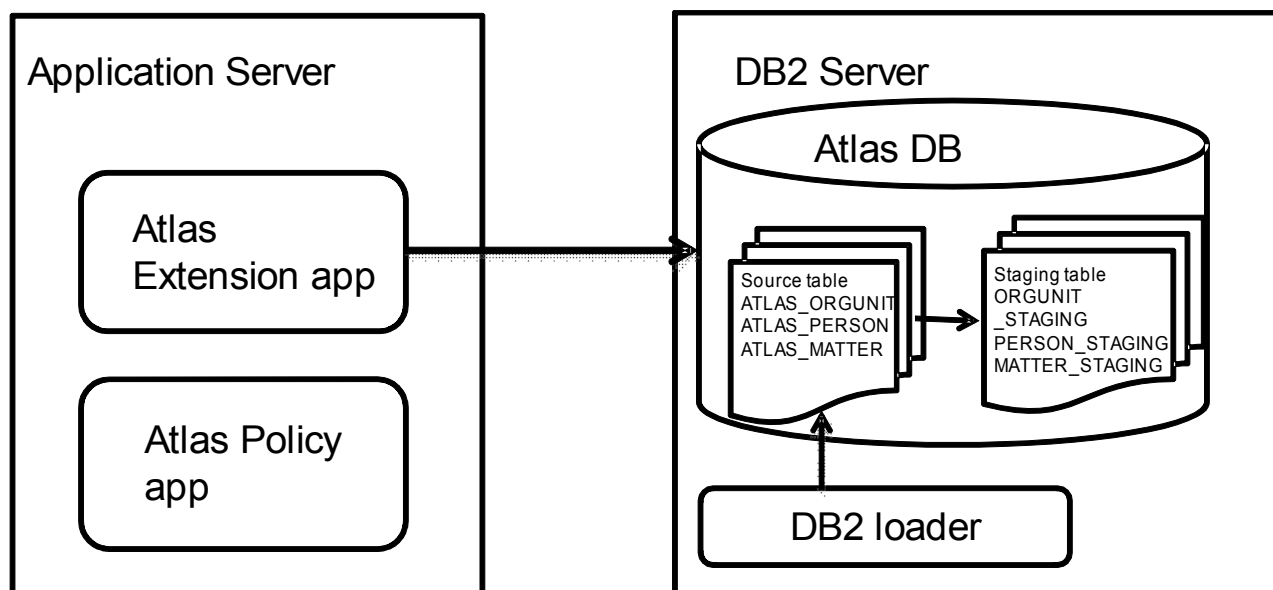 Application Server
Atlas
Extension app
Atlas Policy
app
DB2 Server
Atlas DB
Source table
ATLAS_ORGUNIT
ATLAS_PERSON
ATLAS_MATTER
Staging table
ORGUNIT
_STAGING
PERSON_STAGING
MATTER_STAGING
DB2 loader